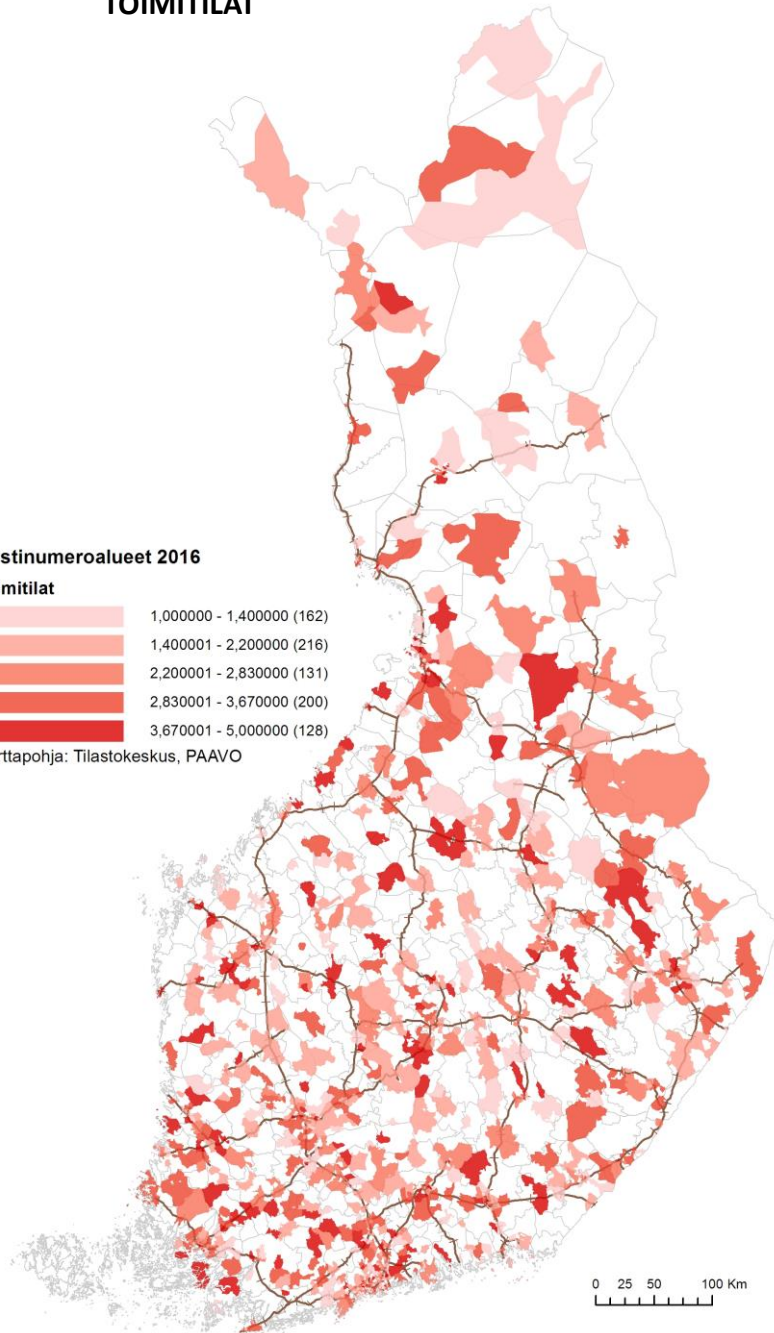 TOIMITILAT
stinumeroalueet 2016
mitilat
1,000000 - 1,400000 (162)
1,400001 - 2,200000 (216)
2,200001 - 2,830000 (131)
2,830001 - 3,670000 (200)
3,670001 - 5,000000 (128)
rttapohja: Tilastokeskus, PAAVO
0 25 50 100 Km